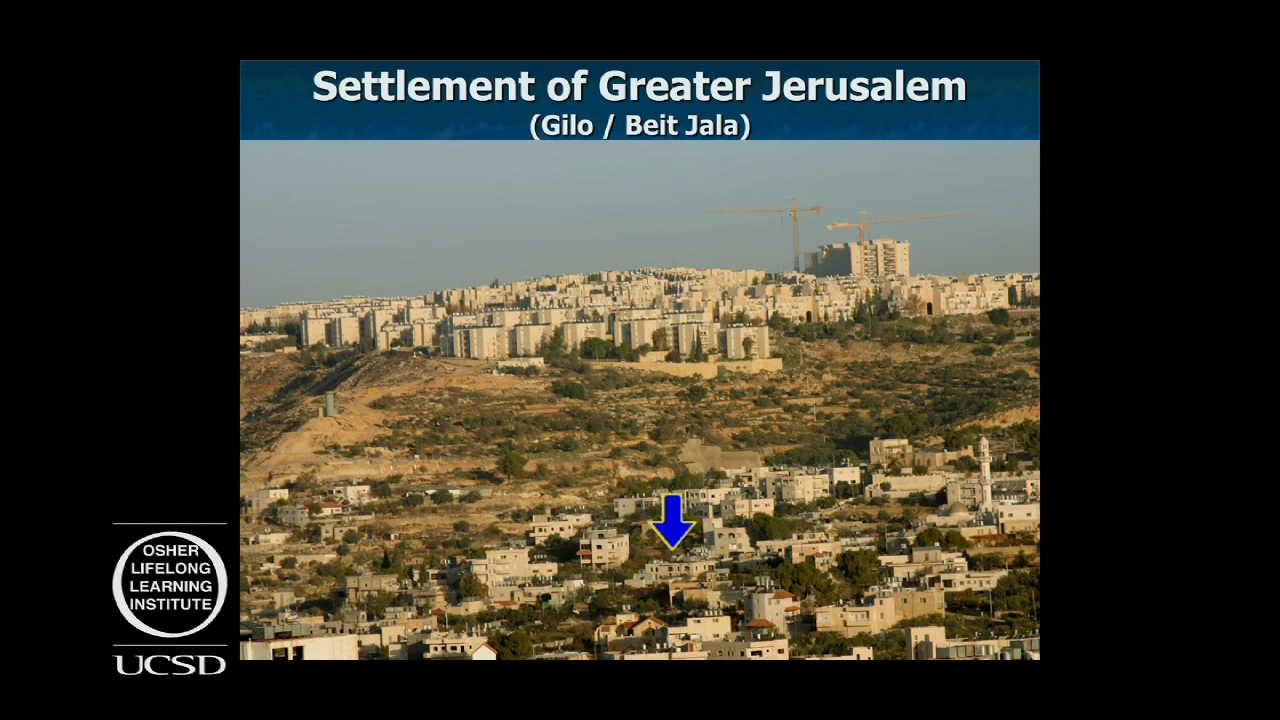 Settlement of Greater Jerusalem
(Gilo / Beit Jala)
OSHER
LIFELONG
LEARNING
INSTITUTE
UCSD